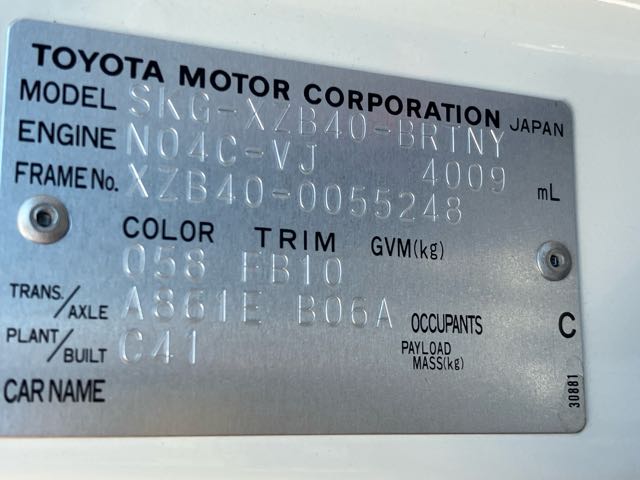 TOYOTA MOTOR CORPORATION JAPAN
MODEL SKG-XZB40-BRTNY
ENGINE N04C-VJ 4009 mL
FRAME No. XZB40-0055248
COLOR TRIM GVM(kg)
058 FB10
TRANS./AXLE A861E B06A OCCUPANTS C
PLANT/BUILT C41 PAYLOAD MASS(kg)
CAR NAME
30881